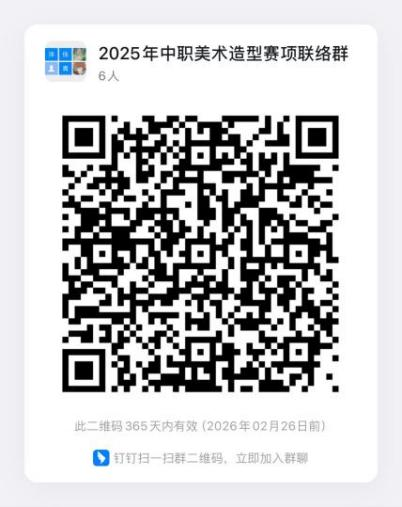 2025年中职美术造型赛项联络群
6人
此二维码365天内有效 (2026年02月26日前)
钉钉扫一扫群二维码，立即加入群聊